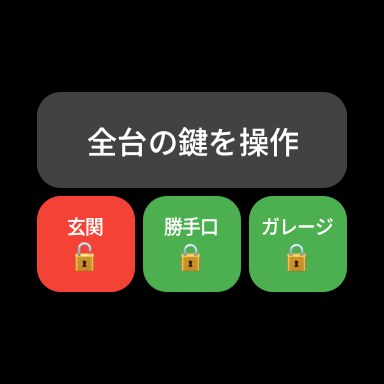 全台の鍵を操作
玄関
勝手口
ガレージ